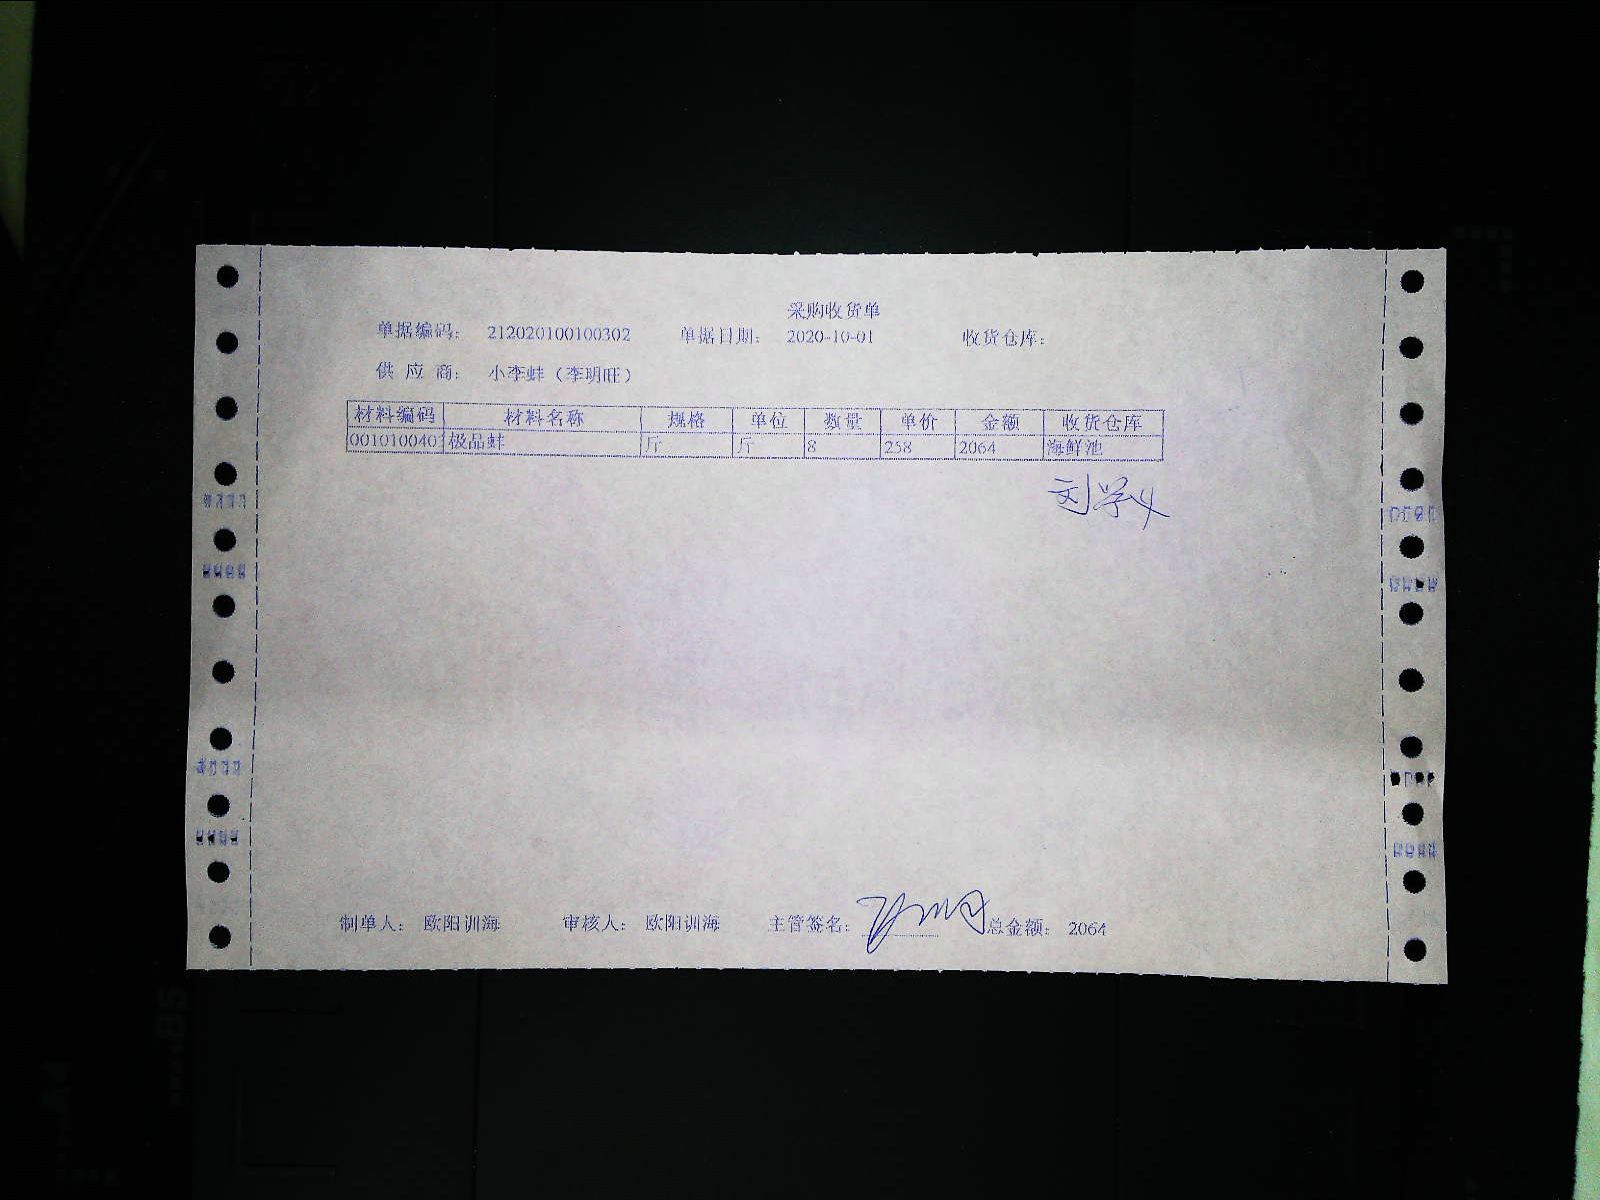 采购收货单
单据编码： 212020100100302 单据日期： 2020-10-01 收货仓库：
供 应 商： 小李蚌（李明旺）
材料编码 材料名称 规格 单位 数量 单价 金额 收货仓库
0010100403 极品蚌 斤 斤 8 258 2064 海鲜池
刘学义
制单人： 欧阳训海 审核人： 欧阳训海 主管签名： 总金额： 2064